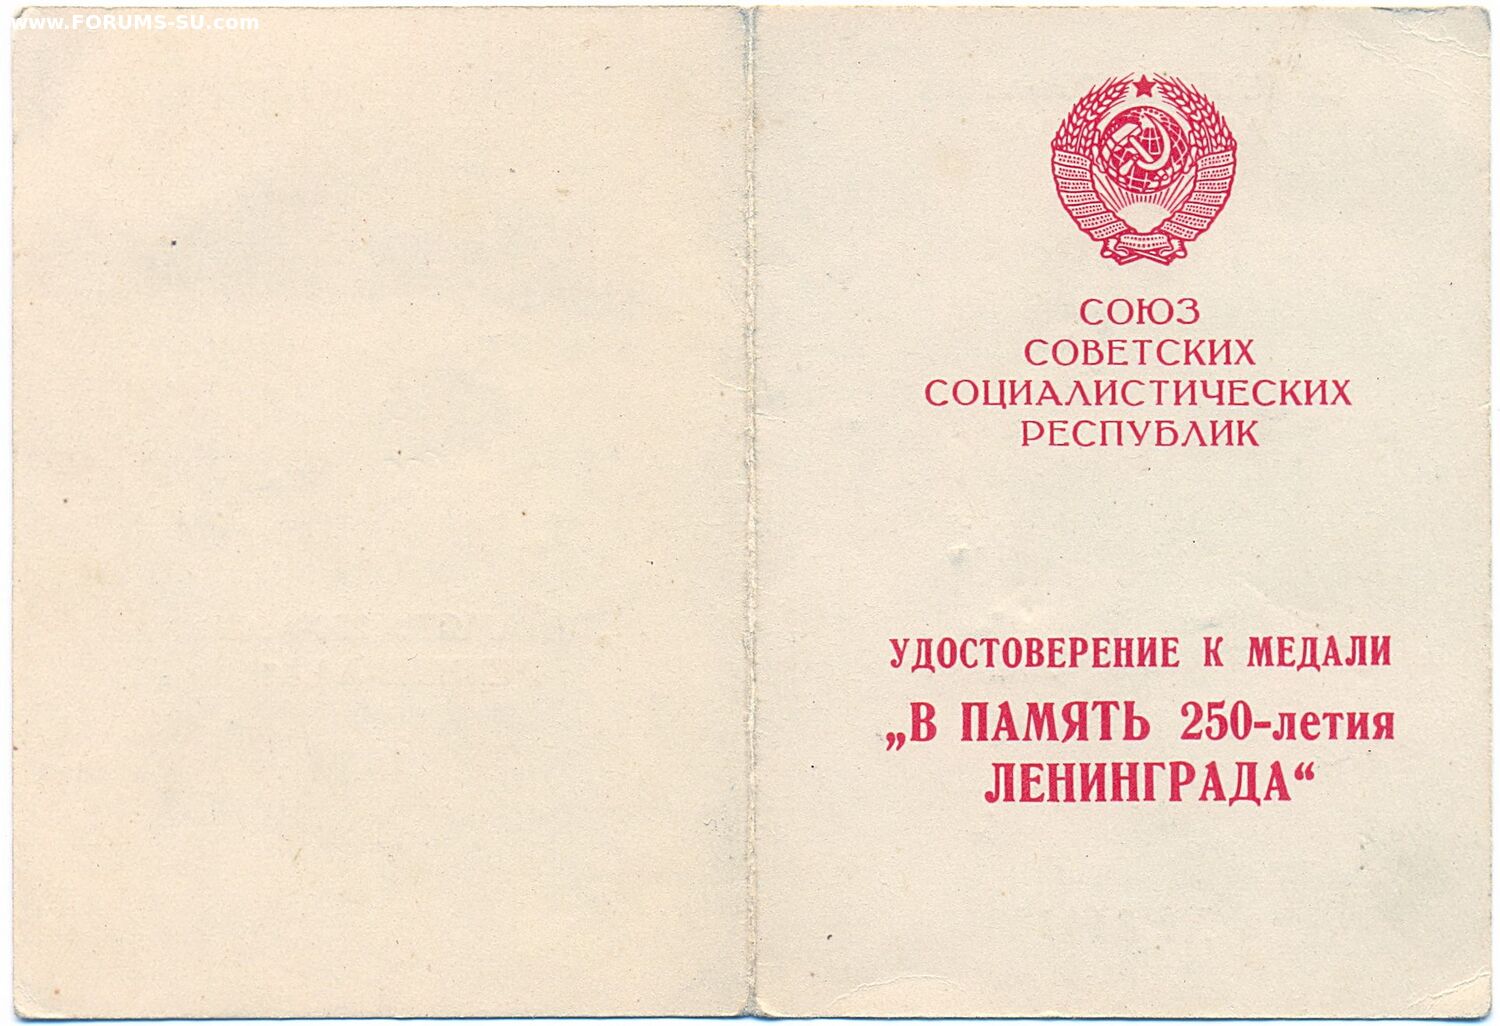 www.FORUMS-SU.com
СОЮЗ
СОВЕТСКИХ
СОЦИАЛИСТИЧЕСКИХ
РЕСПУБЛИК
УДОСТОВЕРЕНИЕ К МЕДАЛИ
„В ПАМЯТЬ 250-летия
ЛЕНИНГРАДА“